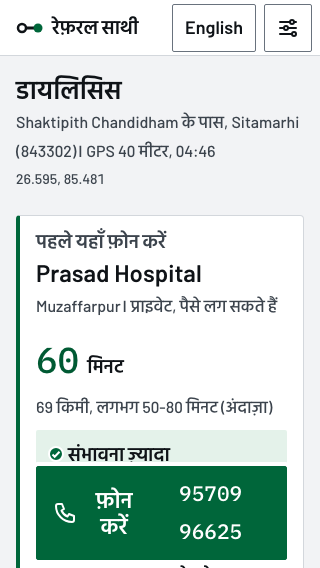 रेफ़रल साथी
English
डायलिसिस
Shaktipith Chandidham के पास, Sitamarhi
(843302)। GPS 40 मीटर, 04:46
26.595, 85.481
पहले यहाँ फ़ोन करें
Prasad Hospital
Muzaffarpur। प्राइवेट, पैसे लग सकते हैं
60 मिनट
69 किमी, लगभग 50-80 मिनट (अंदाज़ा)
संभावना ज़्यादा
फ़ोन
करें
95709
96625